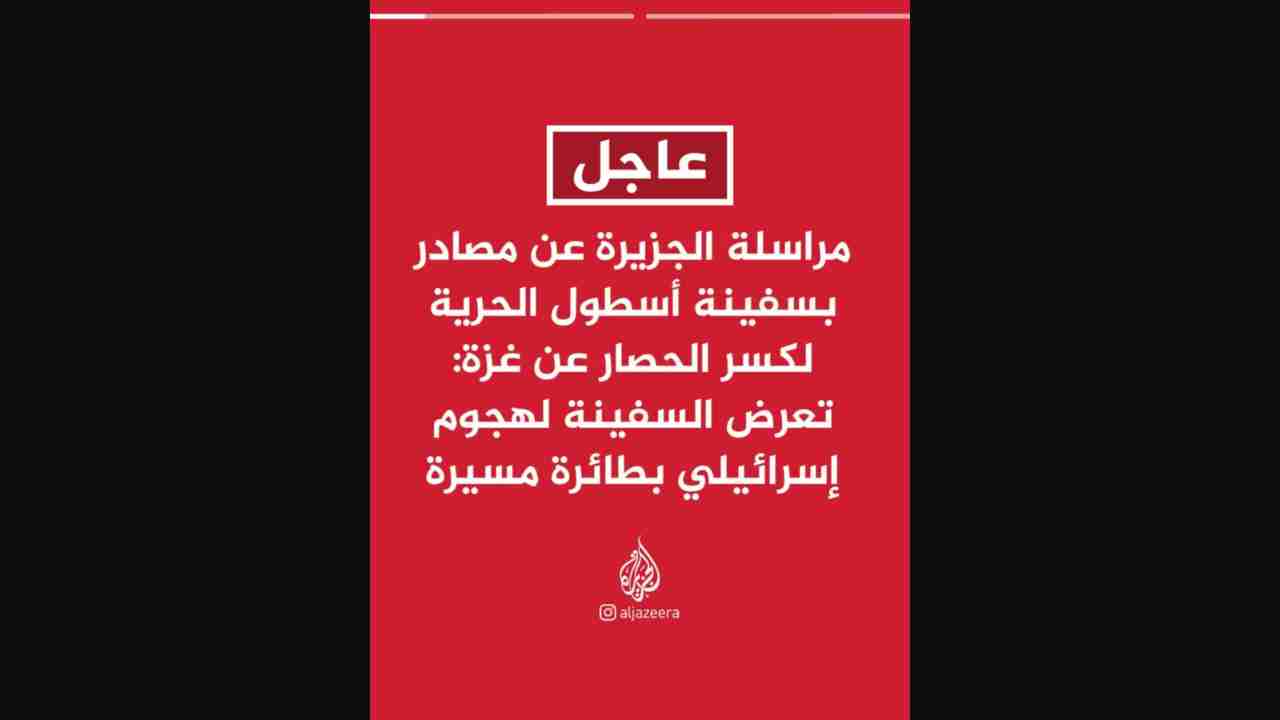 عاجل
مراسلة الجزيرة عن مصادر
بسفينة أسطول الحرية
لكسر الحصار عن غزة:
تعرض السفينة لهجوم
إسرائيلي بطائرة مسيرة
الجزيرة
aljazeera